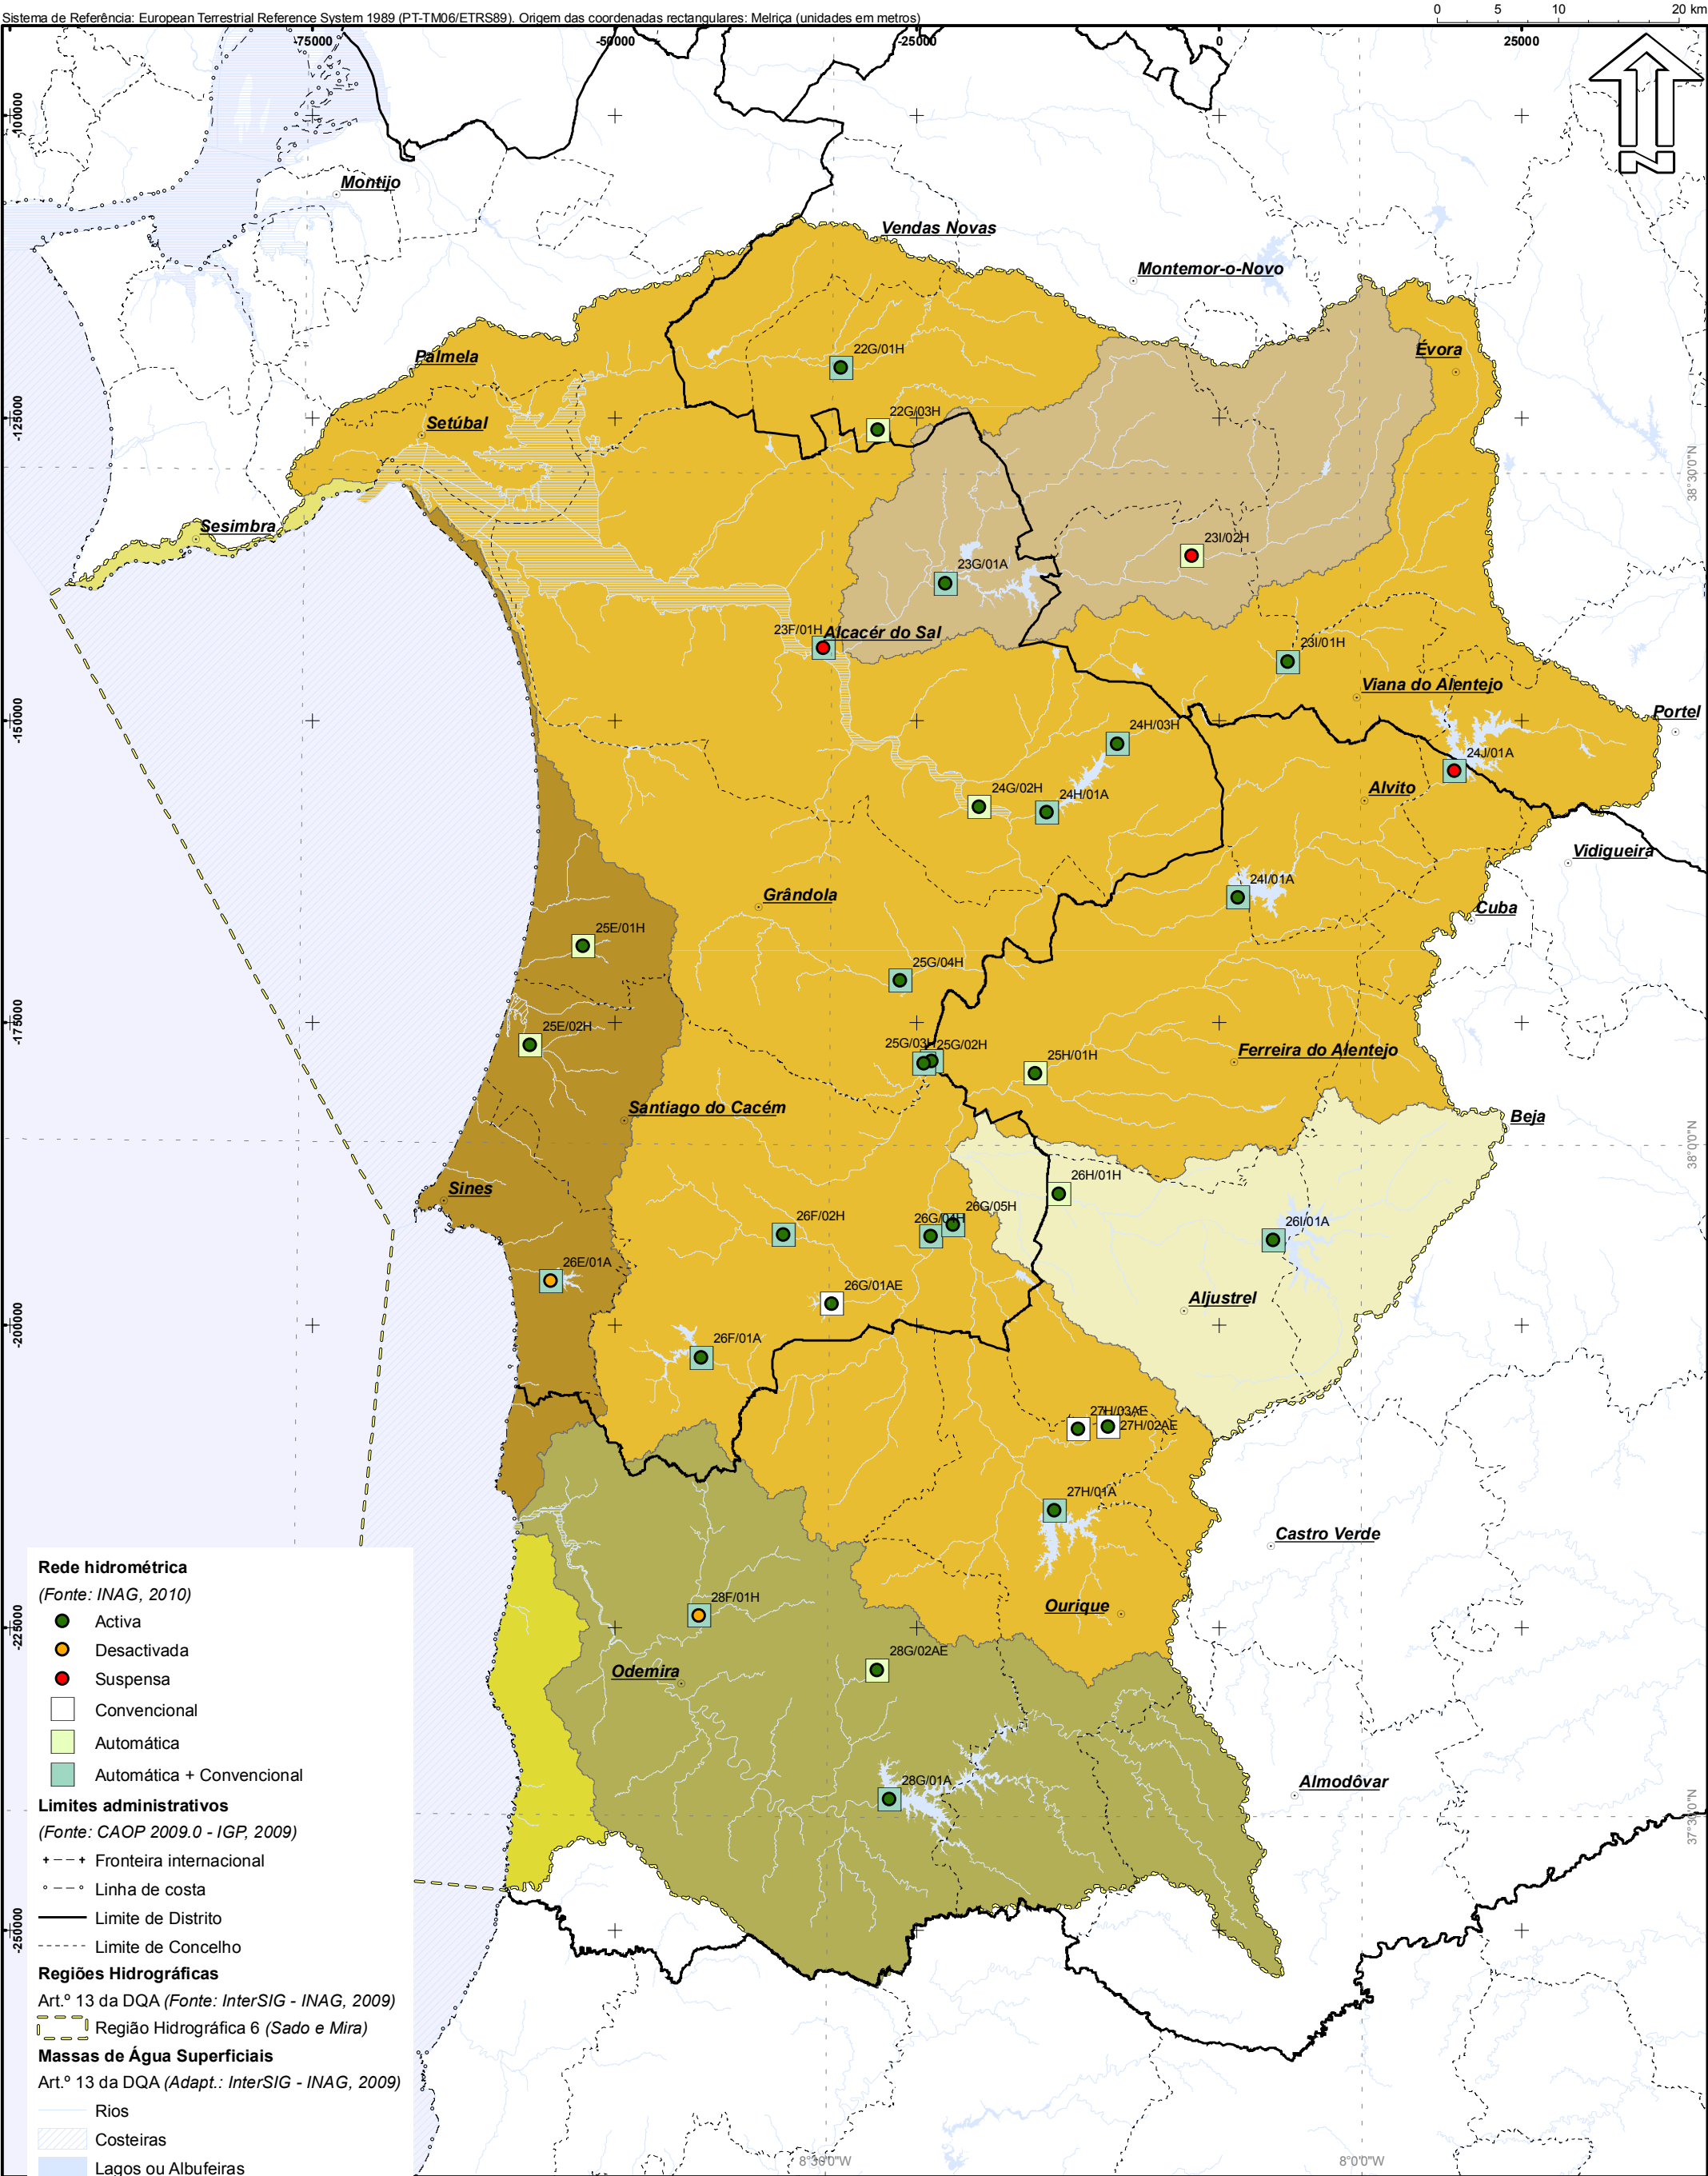 Sistema de Referência: European Terrestrial Reference System 1989 (PT-TM06/ETRS89). Origem das coordenadas rectangulares: Melriça (unidades em metros)
0 5 10 20 km
-75000 -50000 -25000 0 25000
-100000
Montijo
Vendas Novas
Montemor-o-Novo
Palmela
22G/01H
Évora
22G/03H
-125000
Setúbal
38°30'0"N
Sesimbra
23I/02H
23G/01A
23F/01H
Alcacér do Sal
23I/01H
Viana do Alentejo
Portel
-150000
24H/03H
24J/01A
24G/02H
24H/01A
Alvito
Vidigueira
24I/01A
Grândola
Cuba
25E/01H
25G/04H
-175000
25E/02H
25G/03H
25G/02H
25H/01H
Ferreira do Alentejo
Santiago do Cacém
Beja
38°0'0"N
26H/01H
Sines
26F/02H
26G/04H
26G/05H
26I/01A
26E/01A
26G/01AE
Aljustrel
-200000
26F/01A
27H/03AE
27H/02AE
27H/01A
Castro Verde
28F/01H
Ourique
-225000
28G/02AE
Odemira
28G/01A
Almodôvar
37°30'0"N
-250000
8°30'0"W
8°0'0"W
Rede hidrométrica
(Fonte: INAG, 2010)
Activa
Desactivada
Suspensa
Convencional
Automática
Automática + Convencional
Limites administrativos
(Fonte: CAOP 2009.0 - IGP, 2009)
Fronteira internacional
Linha de costa
Limite de Distrito
Limite de Concelho
Regiões Hidrográficas
Art.º 13 da DQA (Fonte: InterSIG - INAG, 2009)
Região Hidrográfica 6 (Sado e Mira)
Massas de Água Superficiais
Art.º 13 da DQA (Adapt.: InterSIG - INAG, 2009)
Rios
Costeiras
Lagos ou Albufeiras
N